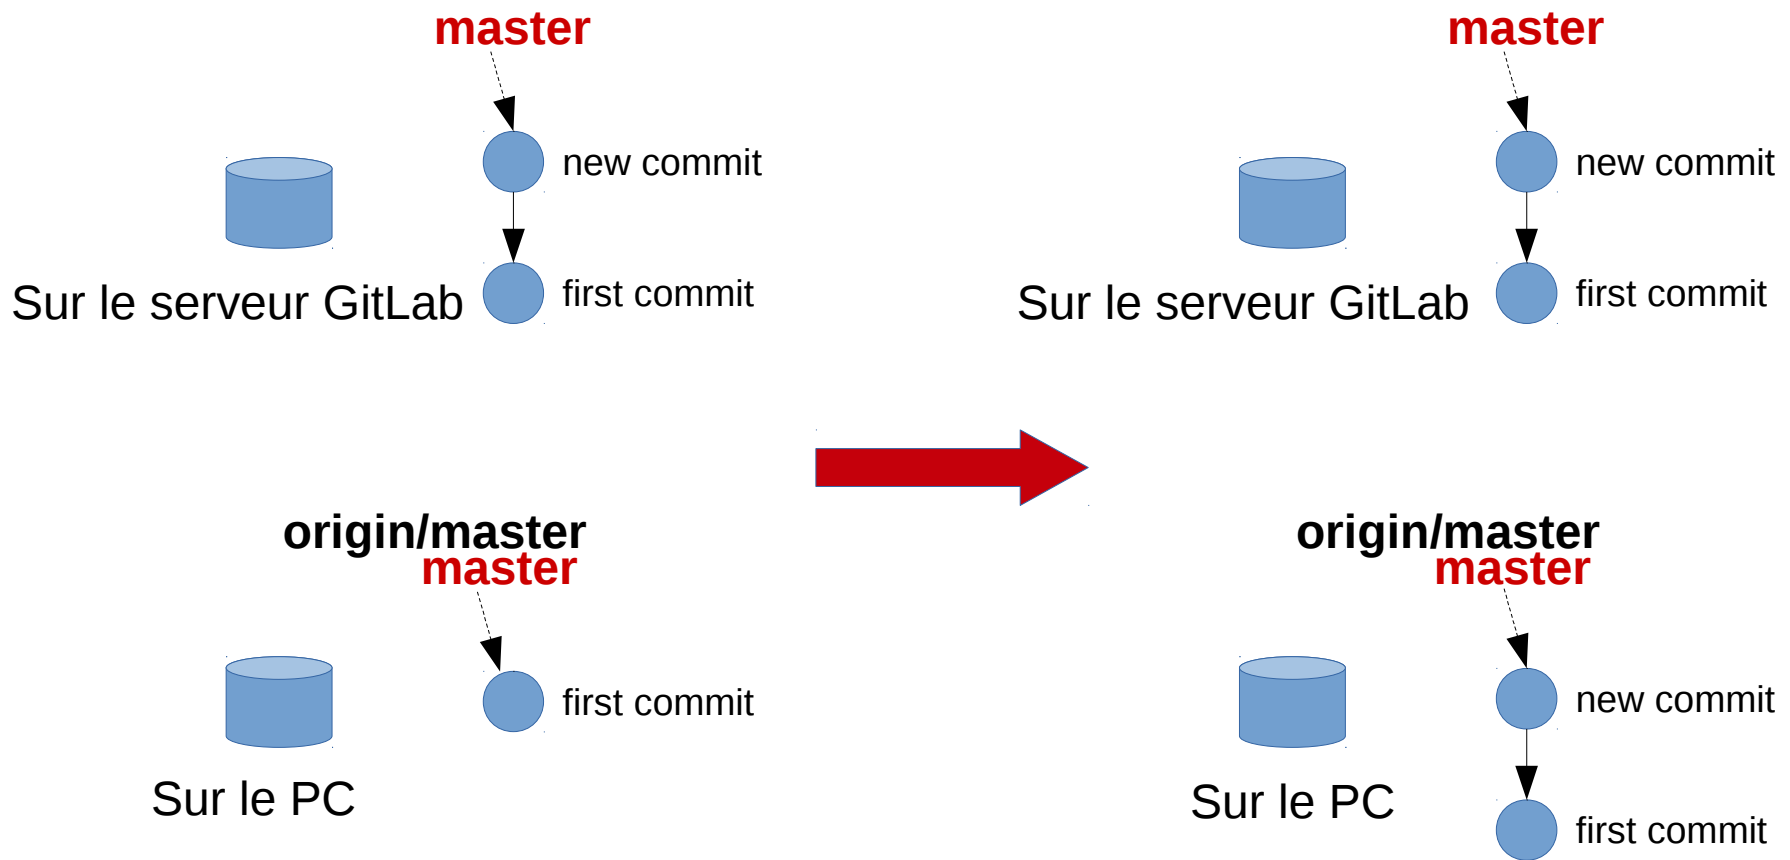 master
new commit
first commit
Sur le serveur GitLab
master
new commit
first commit
Sur le serveur GitLab
origin/master
master
first commit
Sur le PC
origin/master
master
new commit
first commit
Sur le PC